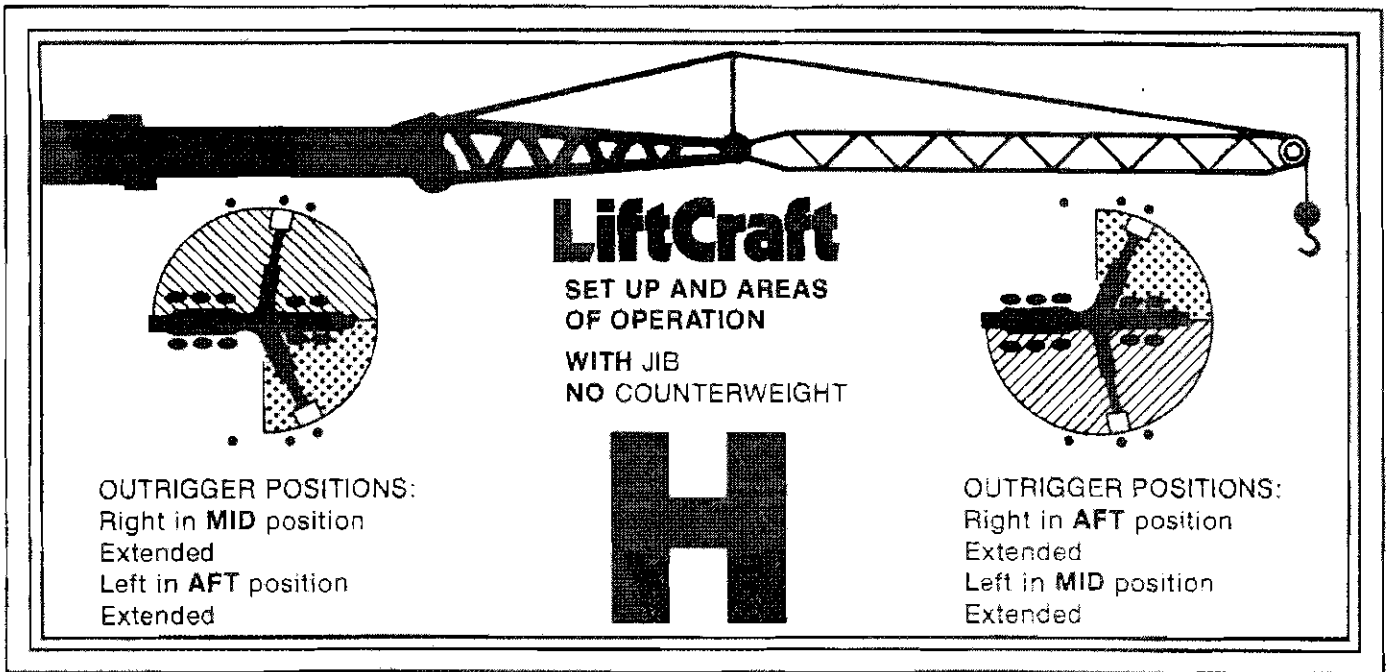 LiftCraft
SET UP AND AREAS
OF OPERATION
WITH JIB
NO COUNTERWEIGHT
H
OUTRIGGER POSITIONS:
Right in MID position
Extended
Left in AFT position
Extended
OUTRIGGER POSITIONS:
Right in AFT position
Extended
Left in MID position
Extended